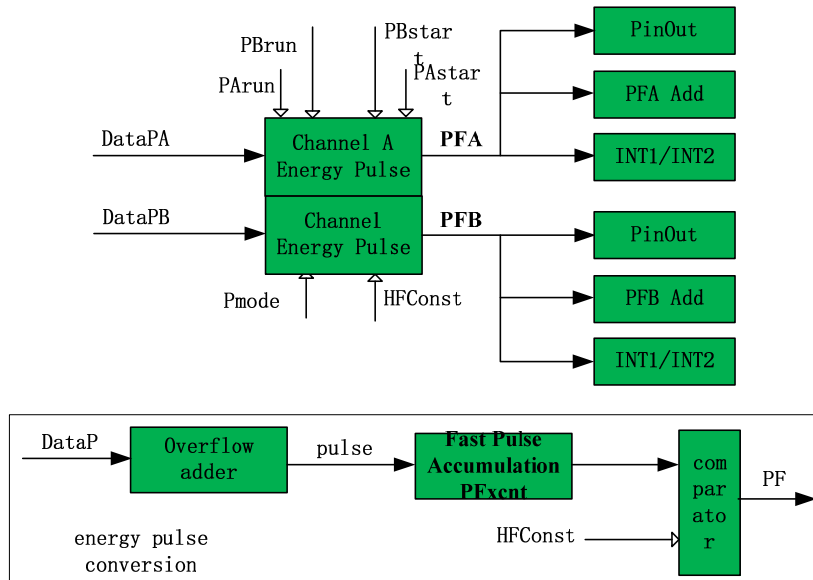 PinOut
PBrun
PBstar
t
PArun
PAstar
t
PFA Add
DataPA
Channel A
Energy Pulse
PFA
INT1/INT2
DataPB
Channel
Energy Pulse
PFB
PinOut
Pmode
HFConst
PFB Add
INT1/INT2
DataP
Overflow
adder
pulse
Fast Pulse
Accumulation
PFxcnt
com
par
ato
r
PF
HFConst
energy pulse
conversion